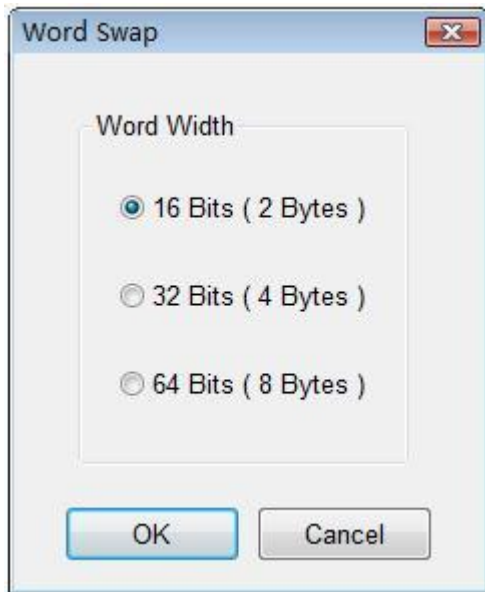 Word Swap
Word Width
16 Bits ( 2 Bytes )
32 Bits ( 4 Bytes )
64 Bits ( 8 Bytes )
OK Cancel